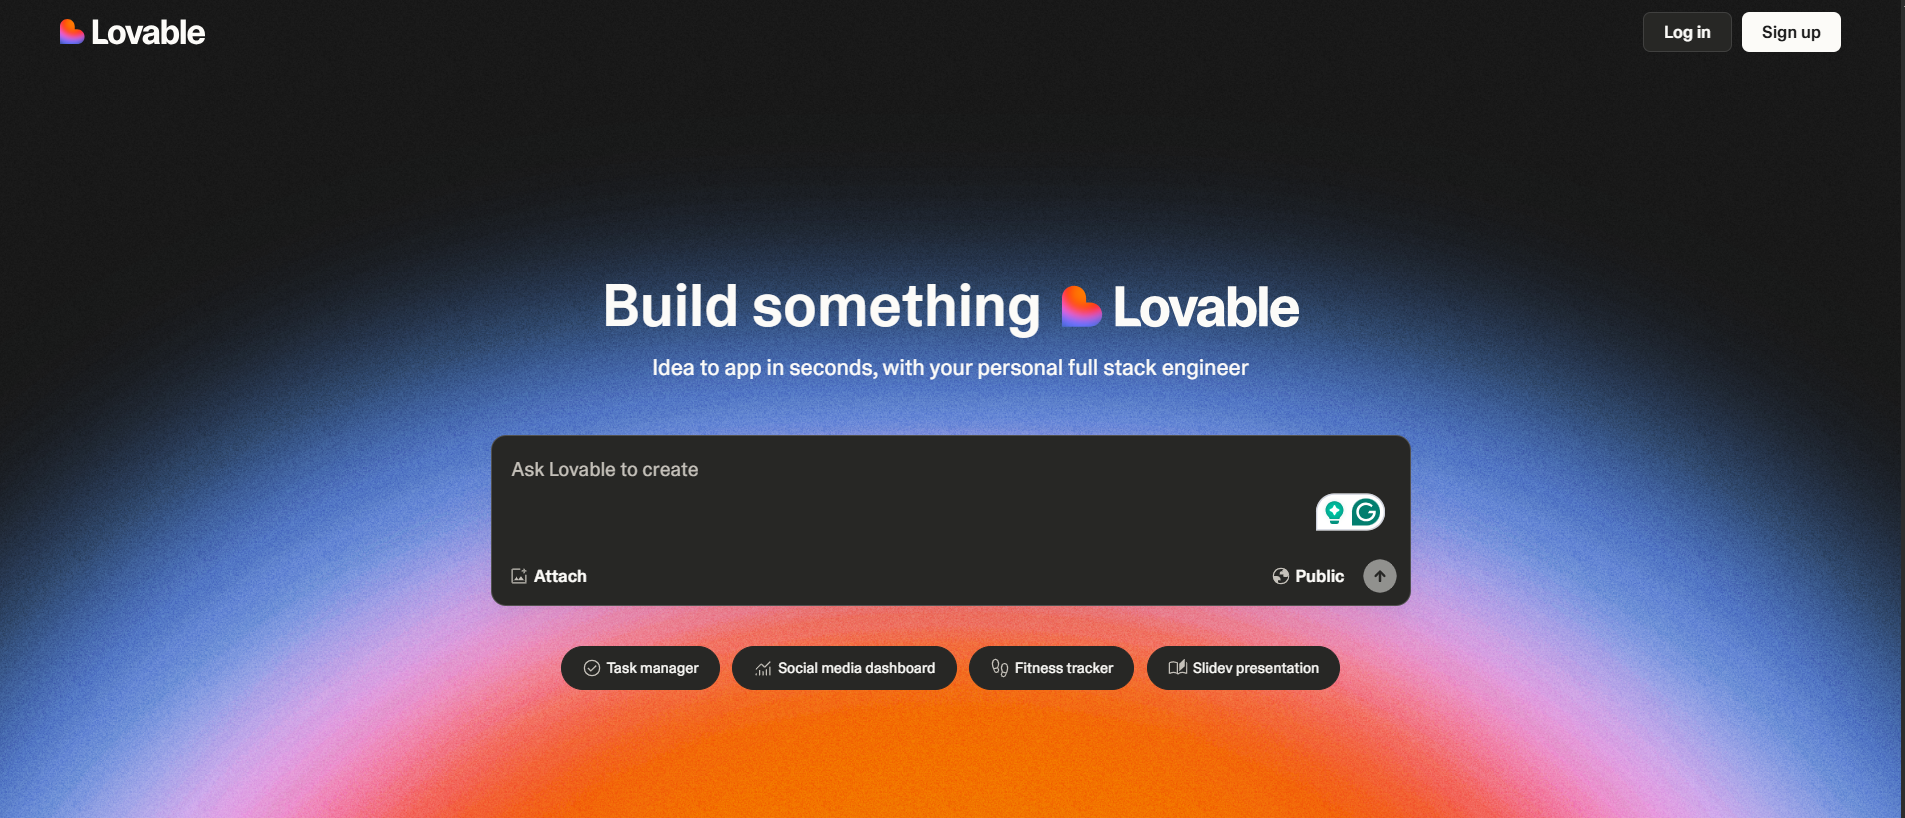 Lovable
Log in
Sign up
Build something Lovable
Idea to app in seconds, with your personal full stack engineer
Ask Lovable to create
G
Attach
Public
Task manager
Social media dashboard
Fitness tracker
Slidev presentation